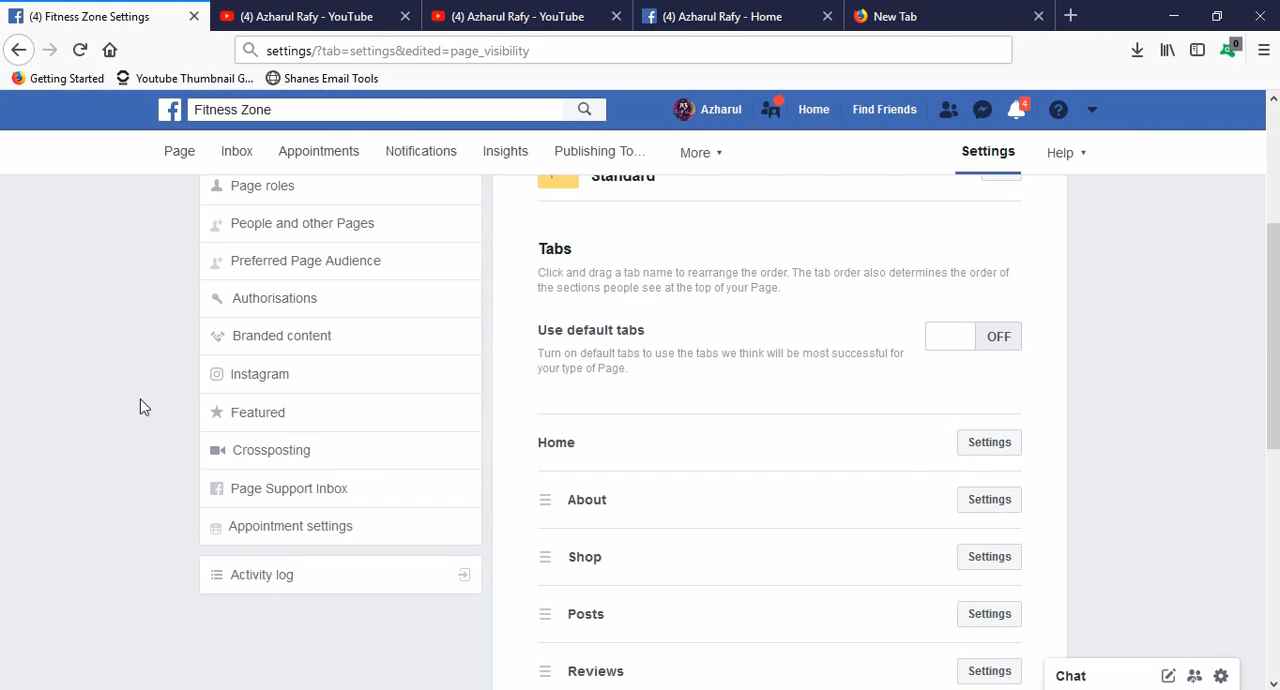 (4) Fitness Zone Settings
(4) Azharul Rafy - YouTube
(4) Azharul Rafy - YouTube
(4) Azharul Rafy - Home
New Tab
settings/?tab=settings&edited=page_visibility
0
Getting Started
Youtube Thumbnail G...
Shanes Email Tools
Fitness Zone
Azharul
Home
Find Friends
4
Page
Inbox
Appointments
Notifications
Insights
Publishing To...
More
Settings
Help
Page roles
People and other Pages
Preferred Page Audience
Authorisations
Branded content
Instagram
Featured
Crossposting
Page Support Inbox
Appointment settings
Activity log
Standard
Tabs
Click and drag a tab name to rearrange the order. The tab order also determines the order of
the sections people see at the top of your Page.
Use default tabs
OFF
Turn on default tabs to use the tabs we think will be most successful for
your type of Page.
Home
Settings
About
Settings
Shop
Settings
Posts
Settings
Reviews
Settings
Chat